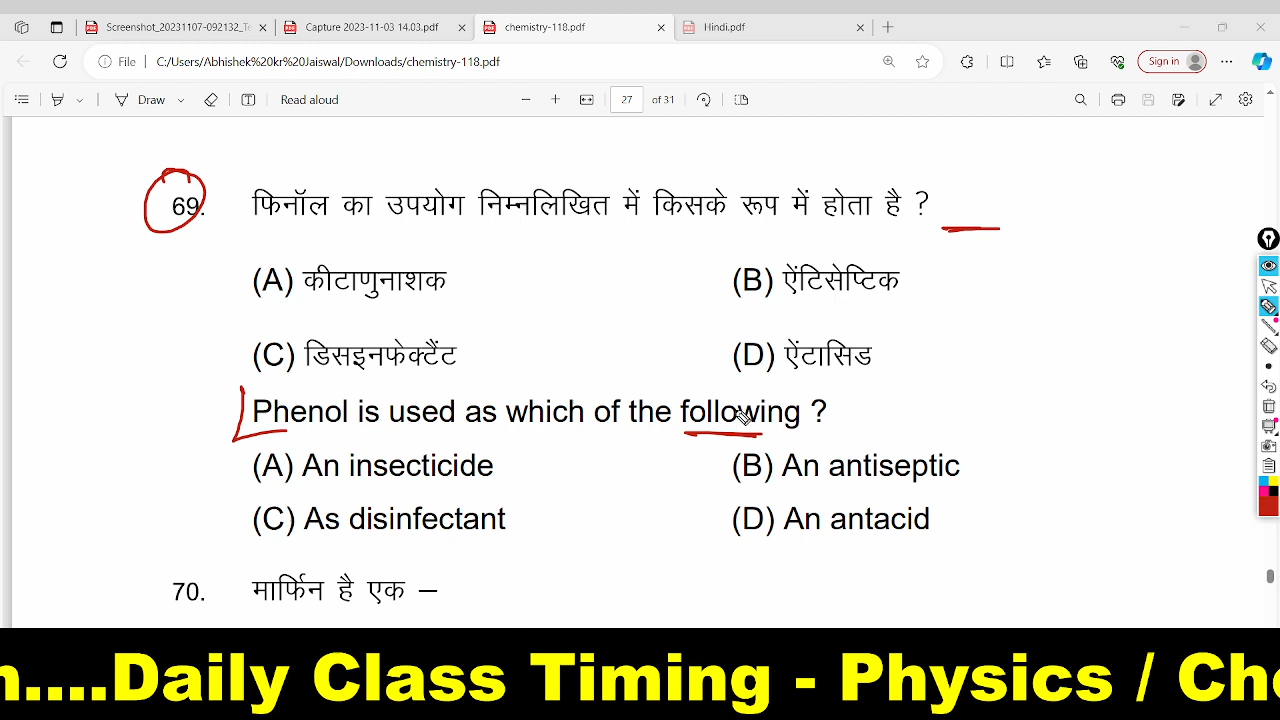 Screenshot_20231107-092132_Te
Capture 2023-11-03 14.03.pdf
chemistry-118.pdf
Hindi.pdf
File
C:/Users/Abhishek%20kr%20Jaiswal/Downloads/chemistry-118.pdf
Sign in
Draw
Read aloud
27
of 31
69. फिनॉल का उपयोग निम्नलिखित में किसके रूप में होता है ?
(A) कीटाणुनाशक (B) ऐंटिसेप्टिक
(C) डिसइनफेक्टैंट (D) ऐंटासिड
Phenol is used as which of the following ?
(A) An insecticide (B) An antiseptic
(C) As disinfectant (D) An antacid
70. मार्फिन है एक –
n....Daily Class Timing - Physics / Che